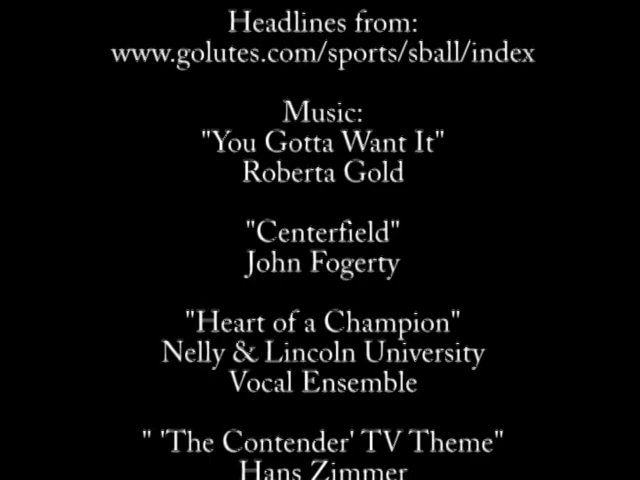 Headlines from:
www.golutes.com/sports/sball/index
Music:
"You Gotta Want It"
Roberta Gold
"Centerfield"
John Fogerty
"Heart of a Champion"
Nelly & Lincoln University
Vocal Ensemble
" 'The Contender' TV Theme"
Hans Zimmer